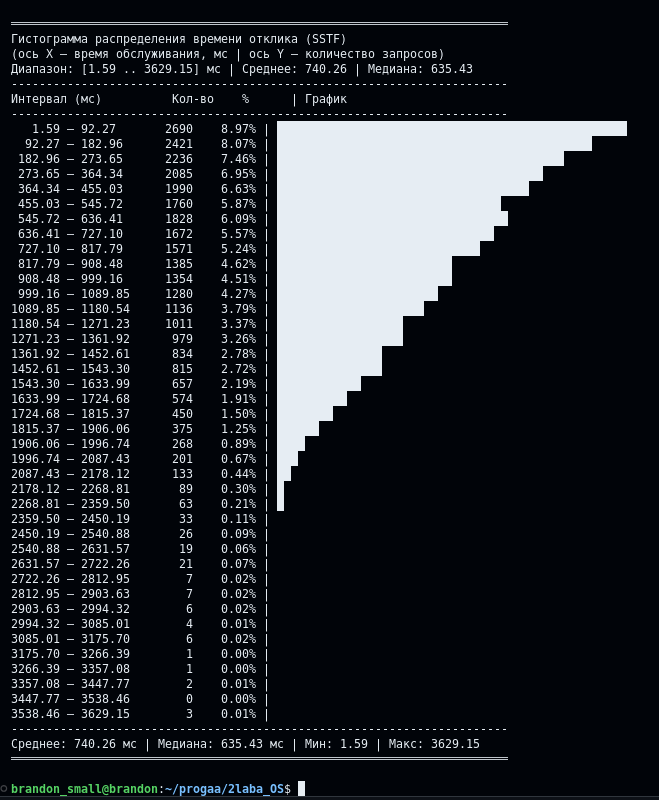 Гистограмма распределения времени отклика (SSTF)
(ось X — время обслуживания, мс | ось Y — количество запросов)
Диапазон: [1.59 .. 3629.15] мс | Среднее: 740.26 | Медиана: 635.43
-----------------------------------------------------------------------
Интервал (мс)          Кол-во    %      | График
-----------------------------------------------------------------------
   1.59 — 92.27       2690    8.97% |
  92.27 — 182.96      2421    8.07% |
 182.96 — 273.65      2236    7.46% |
 273.65 — 364.34      2085    6.95% |
 364.34 — 455.03      1990    6.63% |
 455.03 — 545.72      1760    5.87% |
 545.72 — 636.41      1828    6.09% |
 636.41 — 727.10      1672    5.57% |
 727.10 — 817.79      1571    5.24% |
 817.79 — 908.48      1385    4.62% |
 908.48 — 999.16      1354    4.51% |
 999.16 — 1089.85     1280    4.27% |
1089.85 — 1180.54     1136    3.79% |
1180.54 — 1271.23     1011    3.37% |
1271.23 — 1361.92      979    3.26% |
1361.92 — 1452.61      834    2.78% |
1452.61 — 1543.30      815    2.72% |
1543.30 — 1633.99      657    2.19% |
1633.99 — 1724.68      574    1.91% |
1724.68 — 1815.37      450    1.50% |
1815.37 — 1906.06      375    1.25% |
1906.06 — 1996.74      268    0.89% |
1996.74 — 2087.43      201    0.67% |
2087.43 — 2178.12      133    0.44% |
2178.12 — 2268.81       89    0.30% |
2268.81 — 2359.50       63    0.21% |
2359.50 — 2450.19       33    0.11% |
2450.19 — 2540.88       26    0.09% |
2540.88 — 2631.57       19    0.06% |
2631.57 — 2722.26       21    0.07% |
2722.26 — 2812.95        7    0.02% |
2812.95 — 2903.63        7    0.02% |
2903.63 — 2994.32        6    0.02% |
2994.32 — 3085.01        4    0.01% |
3085.01 — 3175.70        6    0.02% |
3175.70 — 3266.39        1    0.00% |
3266.39 — 3357.08        1    0.00% |
3357.08 — 3447.77        2    0.01% |
3447.77 — 3538.46        0    0.00% |
3538.46 — 3629.15        3    0.01% |
-----------------------------------------------------------------------
Среднее: 740.26 мс | Медиана: 635.43 мс | Мин: 1.59 | Макс: 3629.15
brandon_small@brandon:~/progaa/2laba_OS$